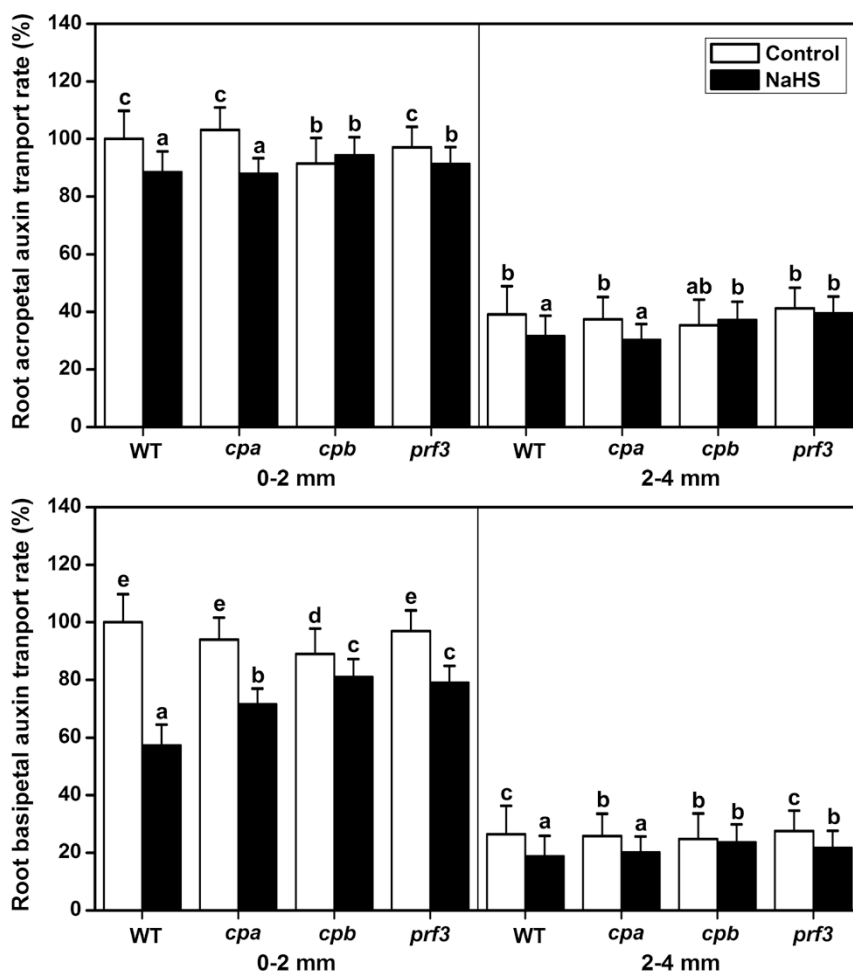 Root acropetal auxin tranport rate (%)
140
120
100
80
60
40
20
0
Control
NaHS
c a c a b b c b
b a b a ab b b b
WT cpa cpb prf3 WT cpa cpb prf3
0-2 mm 2-4 mm
Root basipetal auxin tranport rate (%)
140
120
100
80
60
40
20
0
e a e b d c e c
c a b a b b c b
WT cpa cpb prf3 WT cpa cpb prf3
0-2 mm 2-4 mm